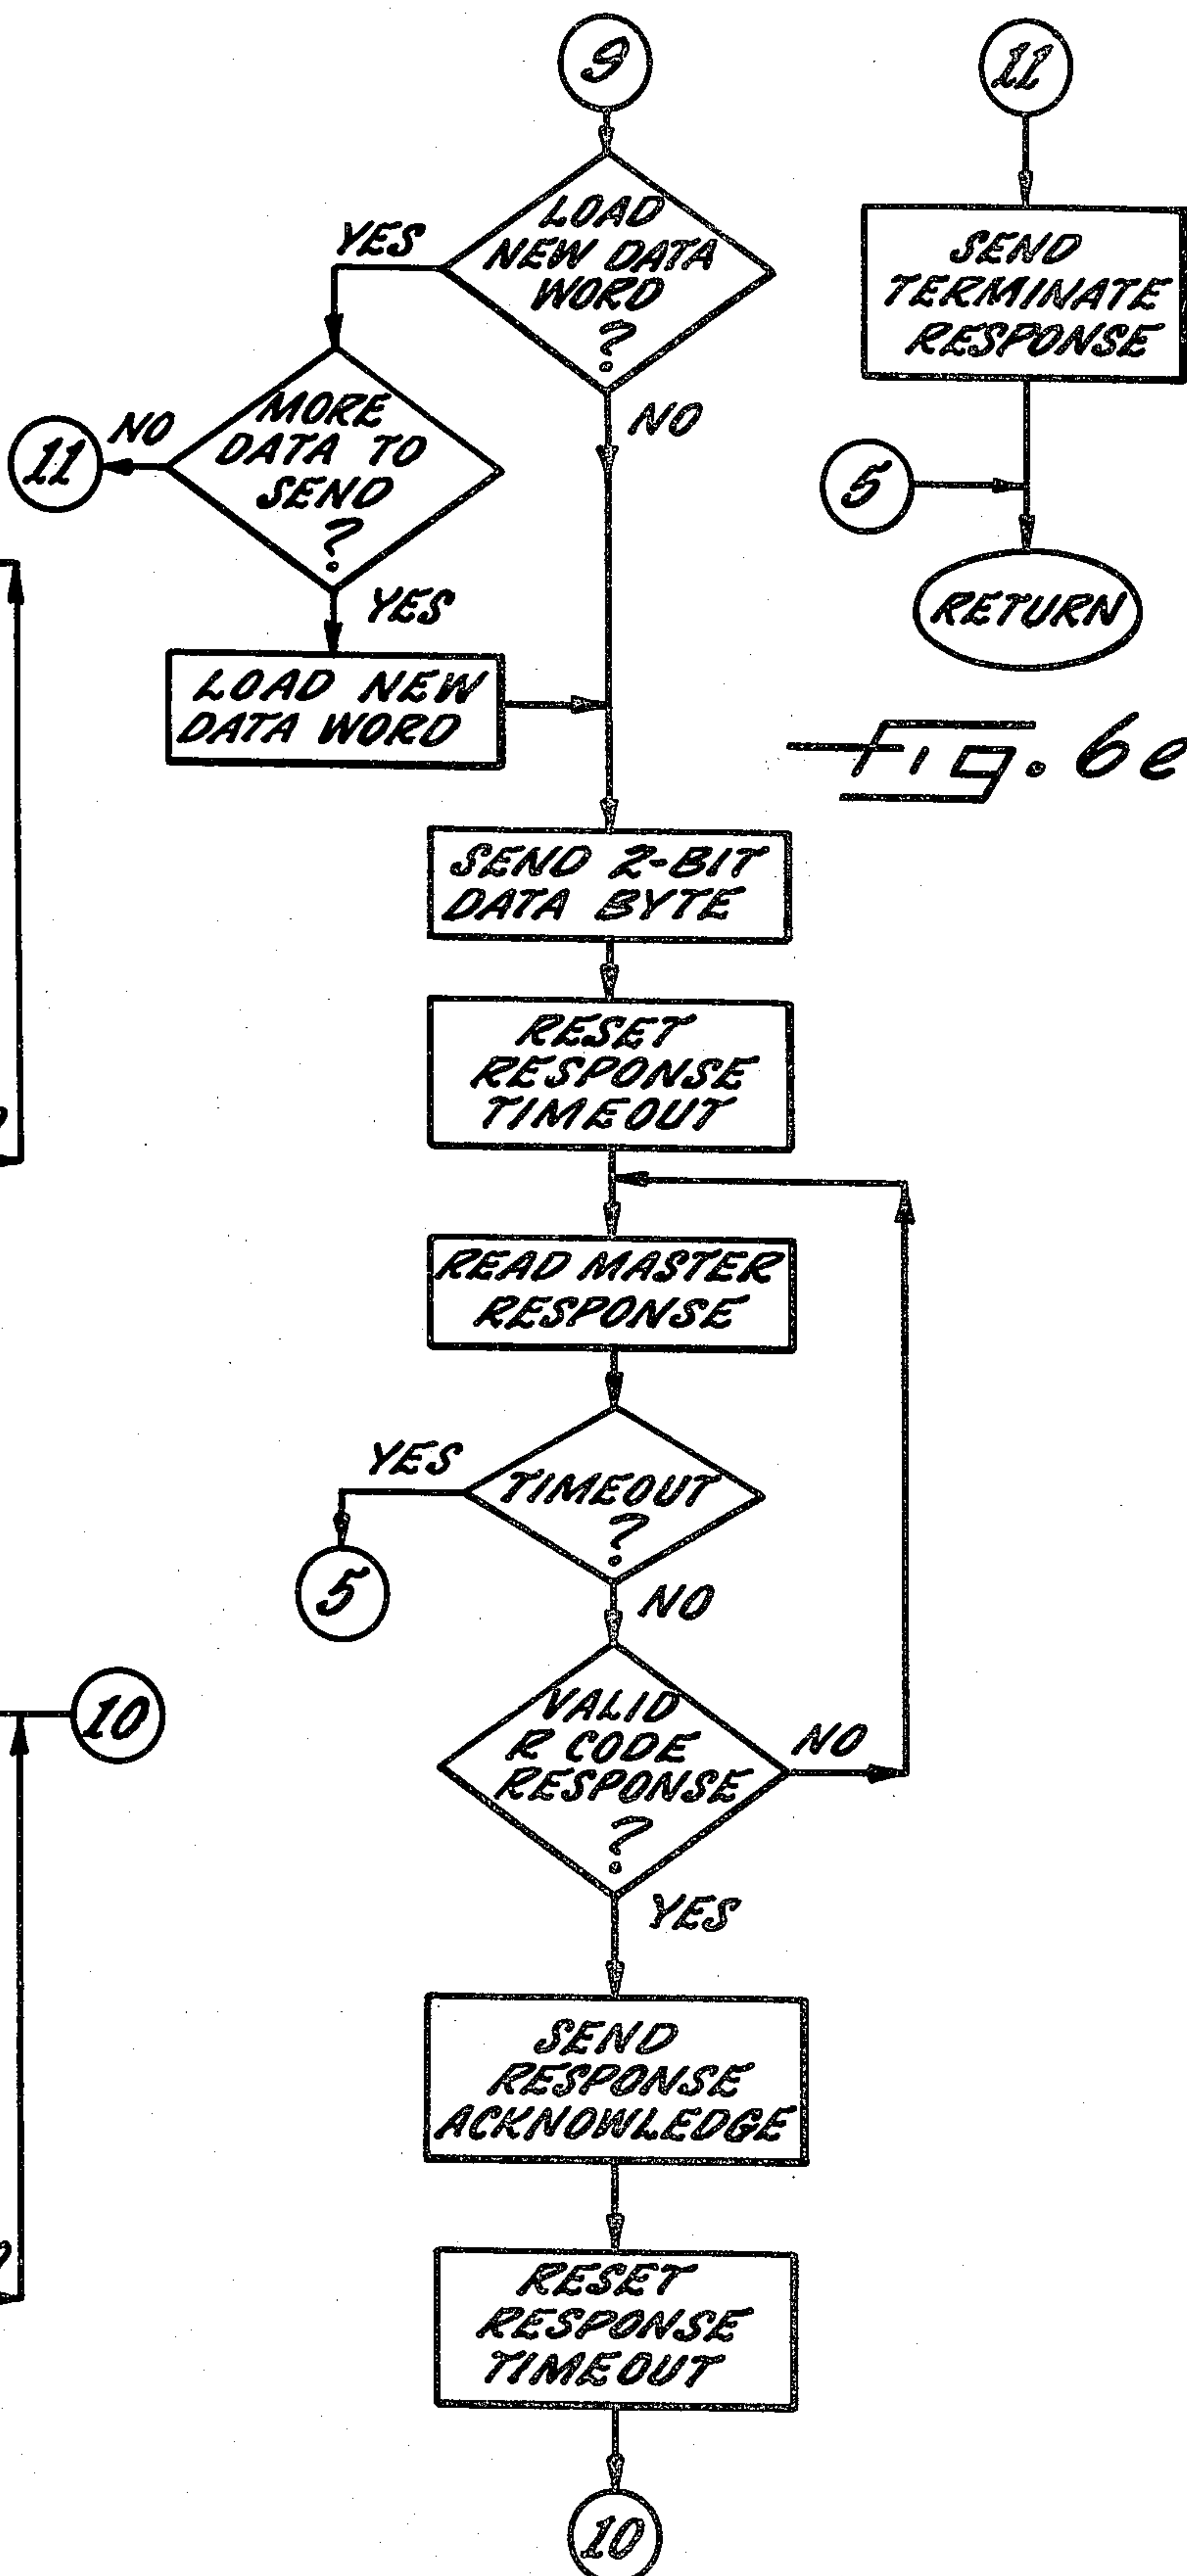 9
LOAD
NEW DATA
WORD
?
YES
NO
MORE
DATA TO
SEND
?
NO
11
YES
LOAD NEW
DATA WORD
SEND 2-BIT
DATA BYTE
RESET
RESPONSE
TIMEOUT
READ MASTER
RESPONSE
TIMEOUT
?
YES
5
NO
VALID
R CODE
RESPONSE
?
NO
YES
SEND
RESPONSE
ACKNOWLEDGE
RESET
RESPONSE
TIMEOUT
10
11
SEND
TERMINATE
RESPONSE
5
RETURN
Fig. 6e
10